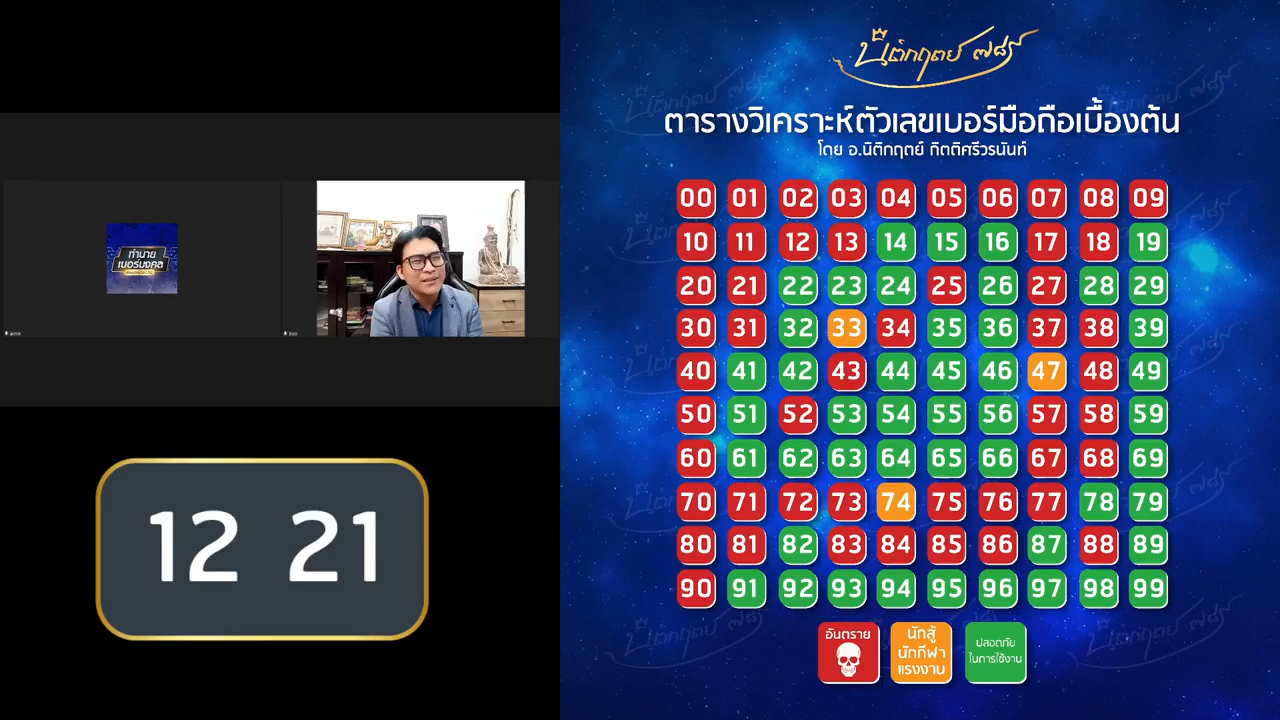 นิติกฤตย์ ๗๘๙
ตารางวิเคราะห์ตัวเลขเบอร์มือถือเบื้องต้น
โดย อ.นิติกฤตย์ กิตติศรีวรนันท์
ทำนาย
เบอร์มงคล
12 21
00 01 02 03 04 05 06 07 08 09
10 11 12 13 14 15 16 17 18 19
20 21 22 23 24 25 26 27 28 29
30 31 32 33 34 35 36 37 38 39
40 41 42 43 44 45 46 47 48 49
50 51 52 53 54 55 56 57 58 59
60 61 62 63 64 65 66 67 68 69
70 71 72 73 74 75 76 77 78 79
80 81 82 83 84 85 86 87 88 89
90 91 92 93 94 95 96 97 98 99
อันตราย
นักสู้
นักกีฬา
แรงงาน
ปลอดภัย
ในการใช้งาน